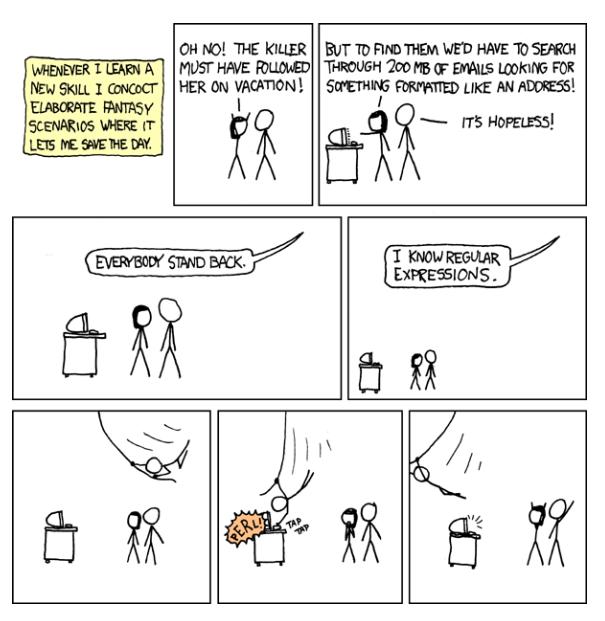 WHENEVER I LEARN A
NEW SKILL I CONCOCT
ELABORATE FANTASY
SCENARIOS WHERE IT
LETS ME SAVE THE DAY.
OH NO! THE KILLER
MUST HAVE FOLLOWED
HER ON VACATION!
BUT TO FIND THEM WE'D HAVE TO SEARCH
THROUGH 200 MB OF EMAILS LOOKING FOR
SOMETHING FORMATTED LIKE AN ADDRESS!
IT'S HOPELESS!
EVERYBODY STAND BACK.
I KNOW REGULAR
EXPRESSIONS.
PERL!
TAP
TAP